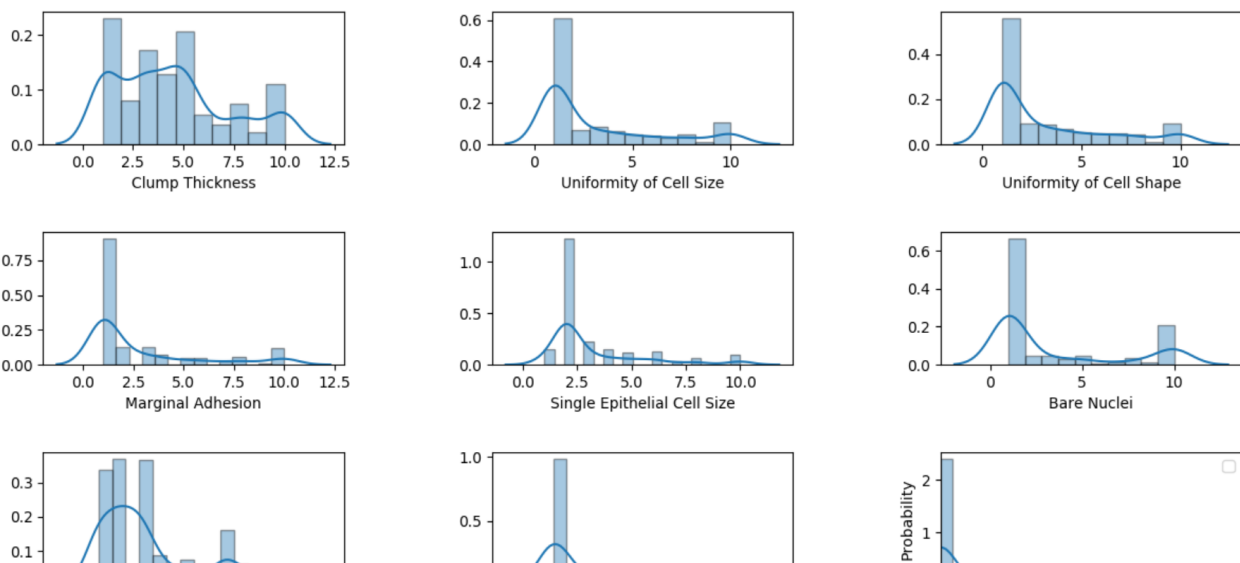 0.2
0.1
0.0
0.0 2.5 5.0 7.5 10.0 12.5
Clump Thickness
0.6
0.4
0.2
0.0
0 5 10
Uniformity of Cell Size
0.4
0.2
0.0
0 5 10
Uniformity of Cell Shape
0.75
0.50
0.25
0.00
0.0 2.5 5.0 7.5 10.0 12.5
Marginal Adhesion
1.0
0.5
0.0
0.0 2.5 5.0 7.5 10.0
Single Epithelial Cell Size
0.6
0.4
0.2
0.0
0 5 10
Bare Nuclei
0.3
0.2
0.1
1.0
0.5
Probability
2
1